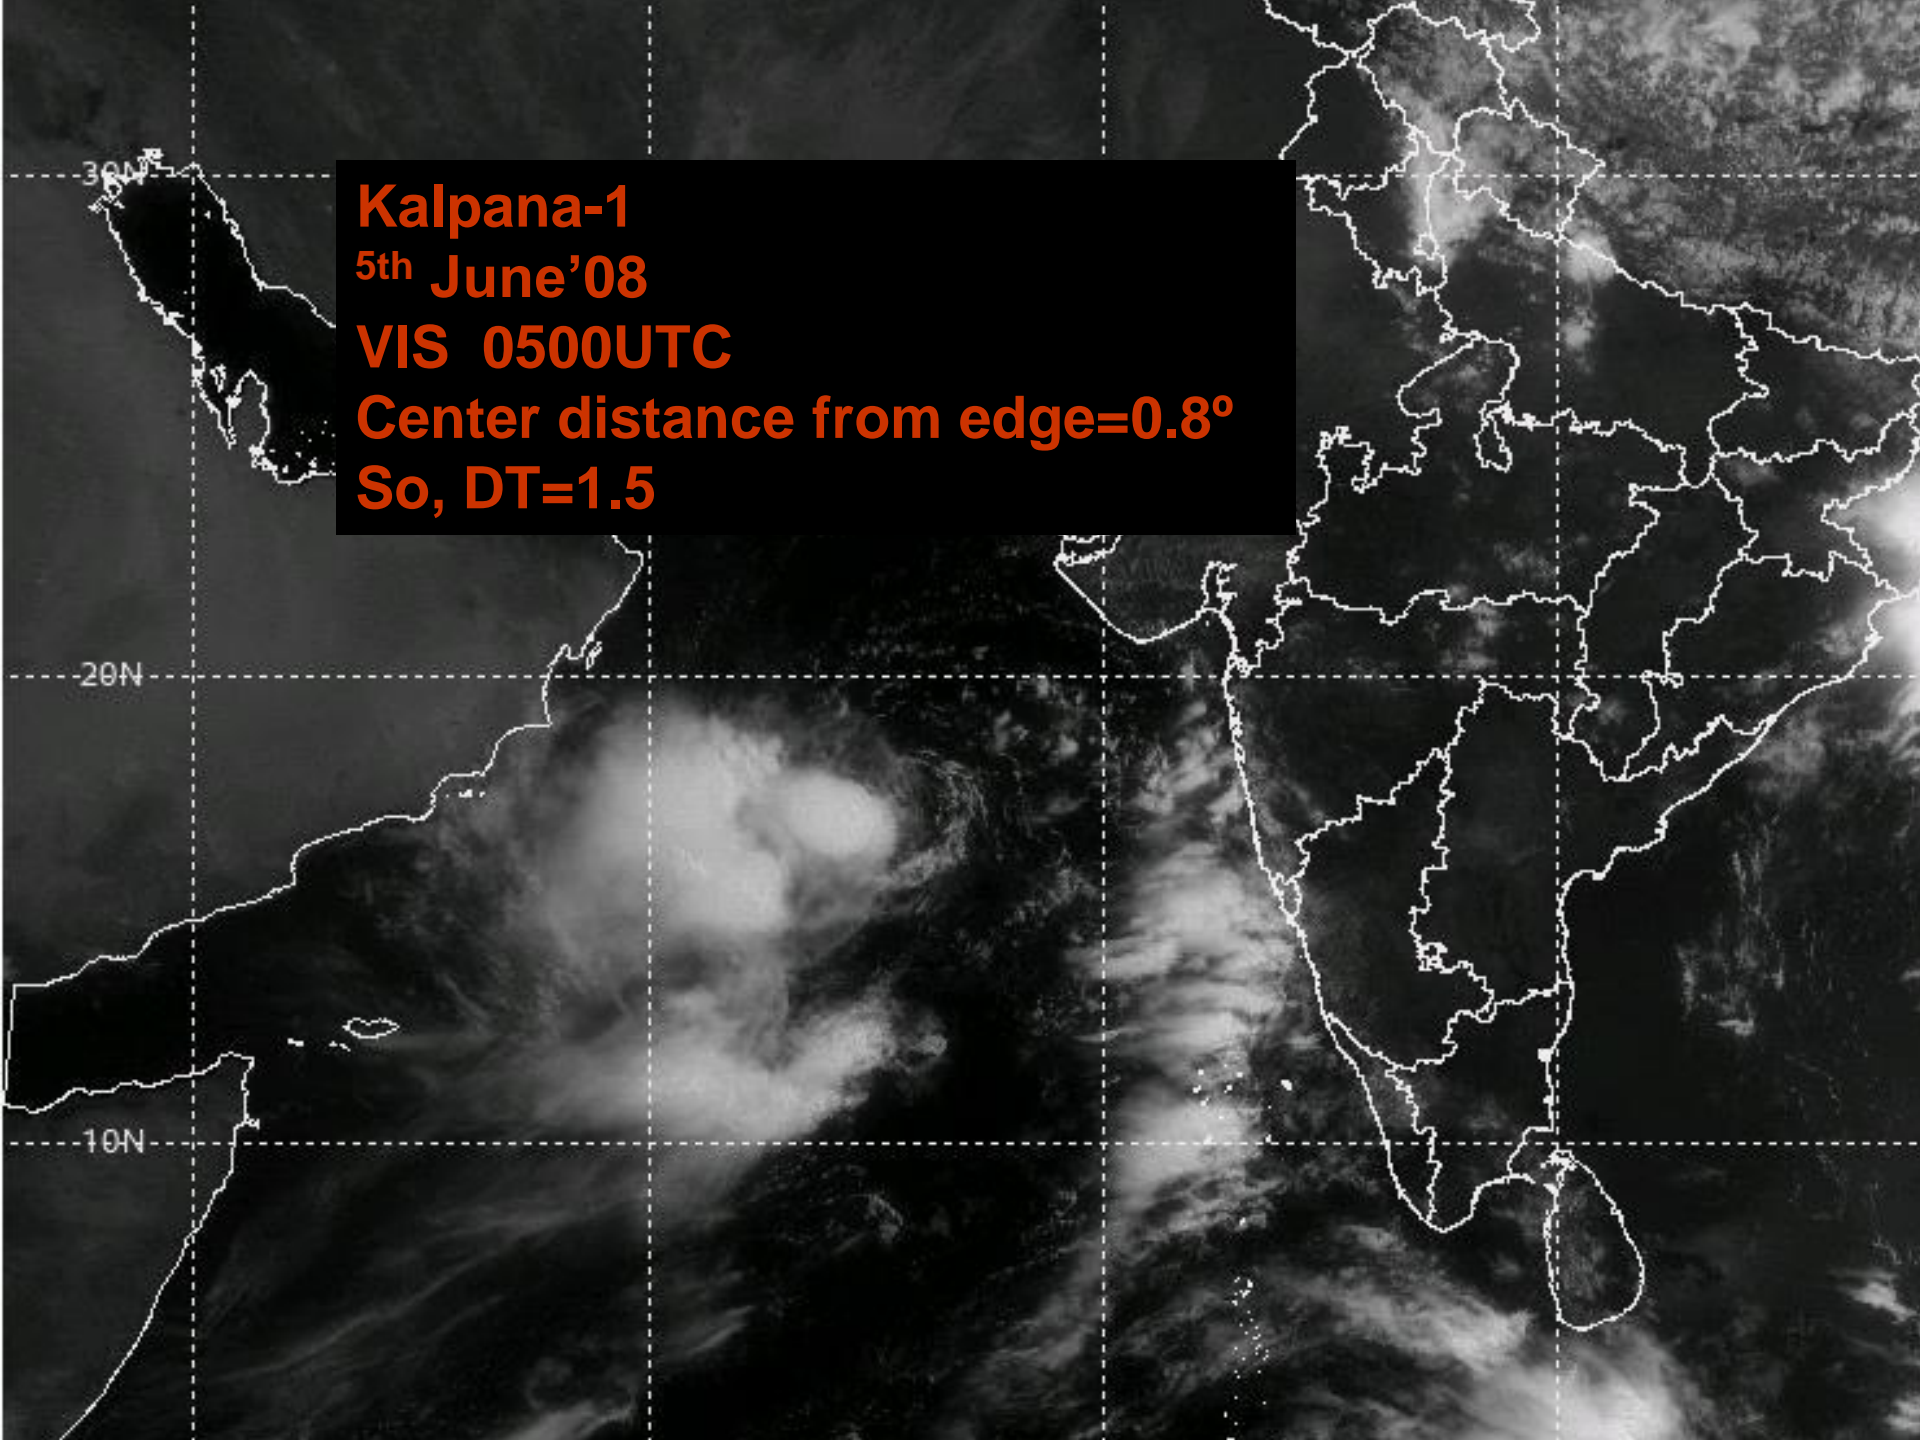 Kalpana-1
5th June’08
VIS  0500UTC
Center distance from edge=0.8º
So, DT=1.5
30N
20N
10N